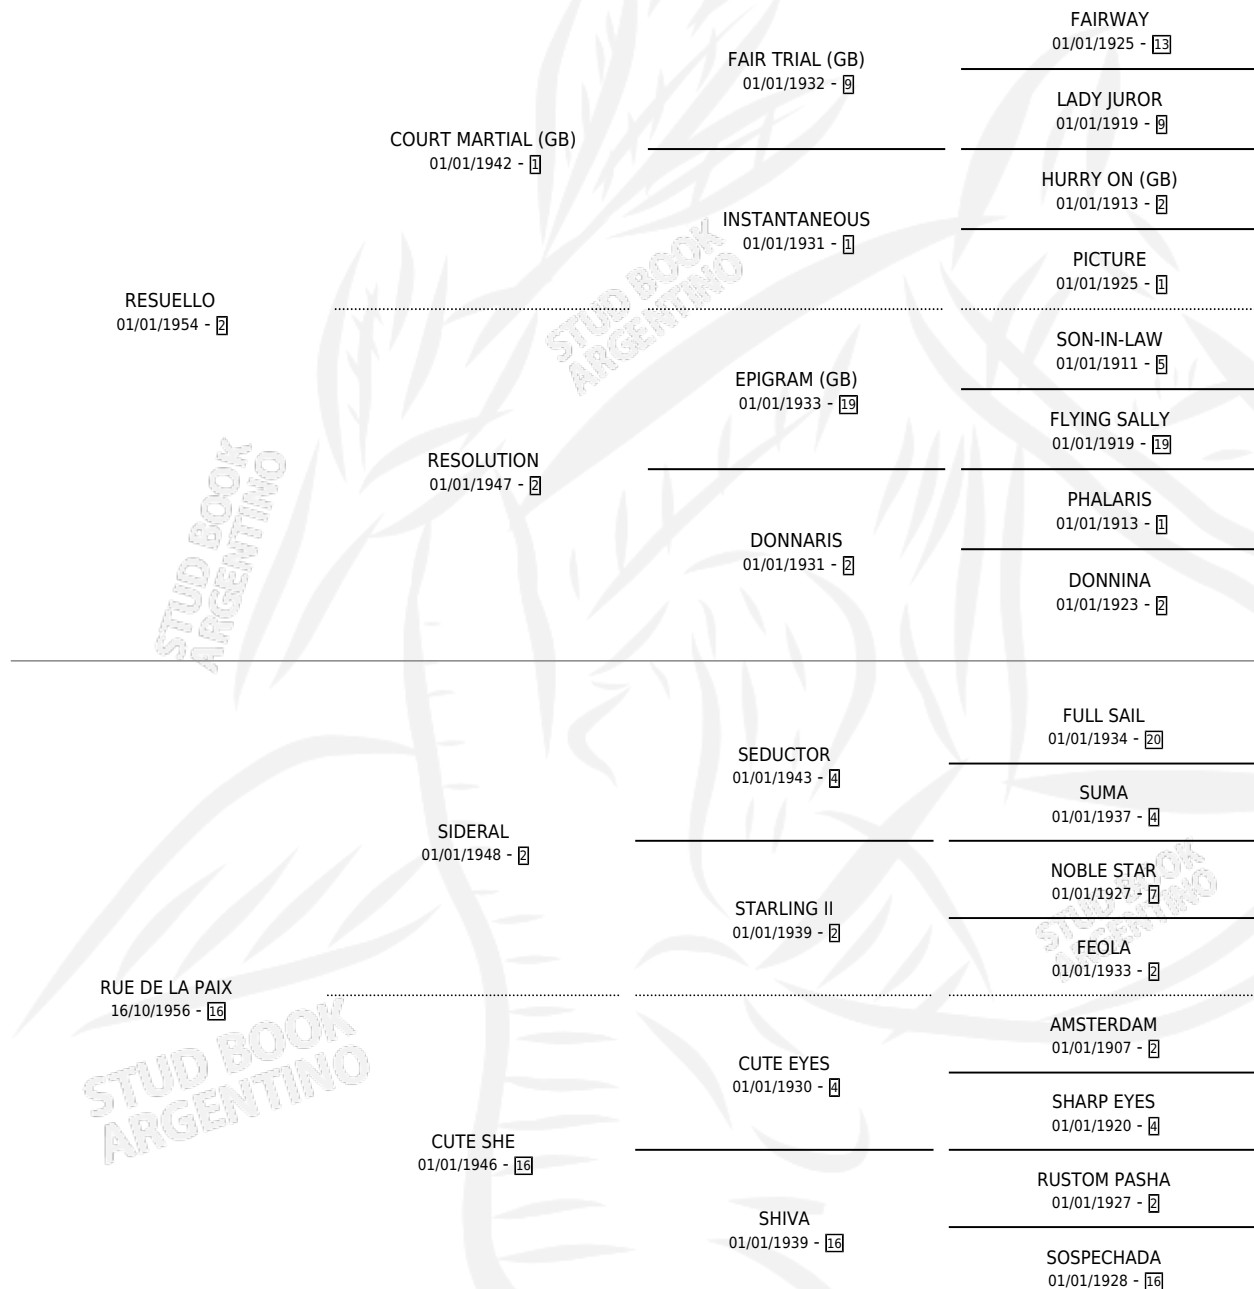 FAIRWAY
01/01/1925 - 13
FAIR TRIAL (GB)
01/01/1932 - 9
LADY JUROR
01/01/1919 - 9
COURT MARTIAL (GB)
01/01/1942 - 1
HURRY ON (GB)
01/01/1913 - 2
INSTANTANEOUS
01/01/1931 - 1
PICTURE
01/01/1925 - 1
RESUELLO
01/01/1954 - 2
SON-IN-LAW
01/01/1911 - 5
EPIGRAM (GB)
01/01/1933 - 19
FLYING SALLY
01/01/1919 - 19
RESOLUTION
01/01/1947 - 2
PHALARIS
01/01/1913 - 1
DONNARIS
01/01/1931 - 2
DONNINA
01/01/1923 - 2
FULL SAIL
01/01/1934 - 20
SEDUCTOR
01/01/1943 - 4
SUMA
01/01/1937 - 4
SIDERAL
01/01/1948 - 2
NOBLE STAR
01/01/1927 - 7
STARLING II
01/01/1939 - 2
FEOLA
01/01/1933 - 2
RUE DE LA PAIX
16/10/1956 - 16
AMSTERDAM
01/01/1907 - 2
CUTE EYES
01/01/1930 - 4
SHARP EYES
01/01/1920 - 4
CUTE SHE
01/01/1946 - 16
RUSTOM PASHA
01/01/1927 - 2
SHIVA
01/01/1939 - 16
SOSPECHADA
01/01/1928 - 16
STUD BOOK
ARGENTINO
STUD BOOK
ARGENTINO
STUD BOOK
ARGENTINO
STUD BOOK
ARGENTINO